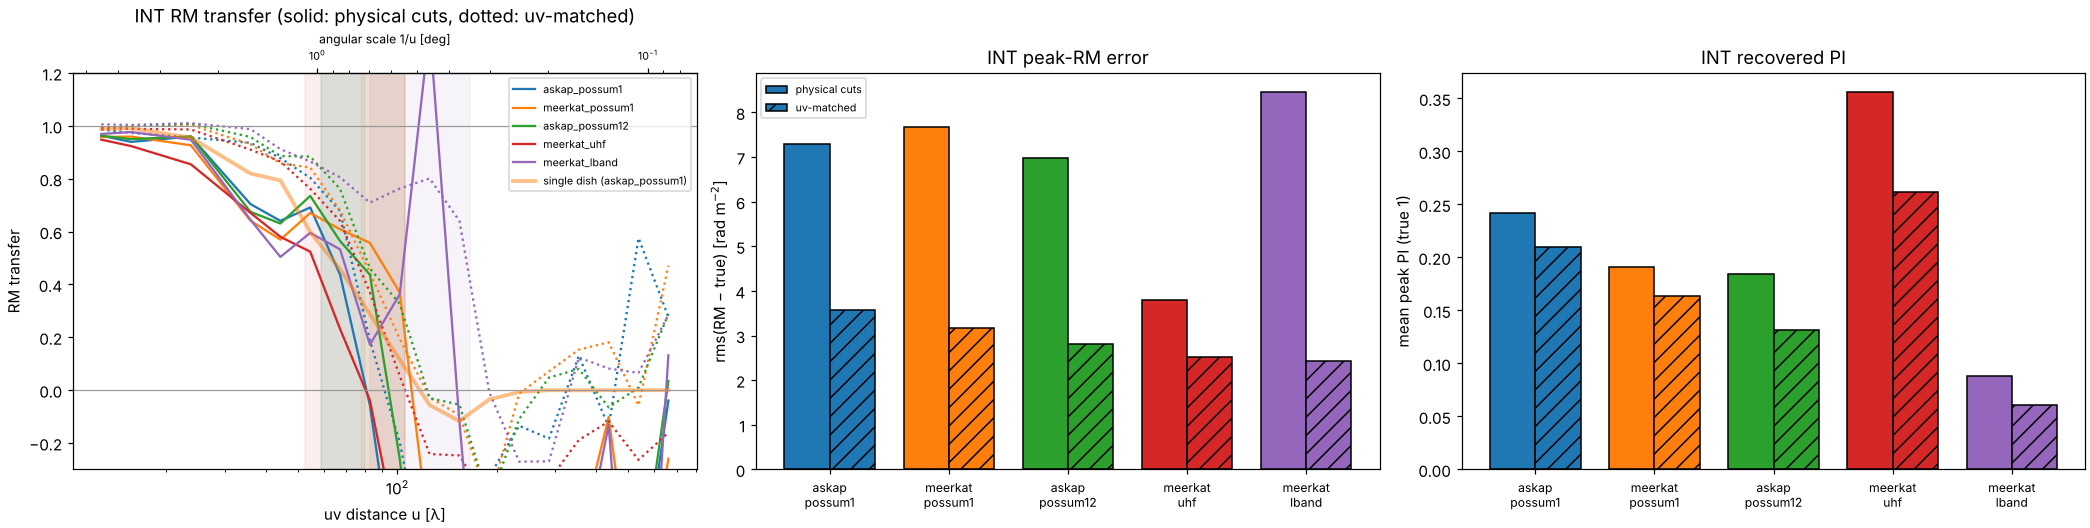 INT RM transfer (solid: physical cuts, dotted: uv-matched)
angular scale 1/u [deg]
10⁰
10⁻¹
1.2
1.0
0.8
0.6
0.4
0.2
0.0
−0.2
RM transfer
askap_possum1
meerkat_possum1
askap_possum12
meerkat_uhf
meerkat_lband
single dish (askap_possum1)
10²
uv distance u [λ]
INT peak-RM error
physical cuts
uv-matched
8
7
6
5
4
3
2
1
0
rms(RM − true) [rad m⁻²]
askap
possum1
meerkat
possum1
askap
possum12
meerkat
uhf
meerkat
lband
INT recovered PI
0.35
0.30
0.25
0.20
0.15
0.10
0.05
0.00
mean peak PI (true 1)
askap
possum1
meerkat
possum1
askap
possum12
meerkat
uhf
meerkat
lband